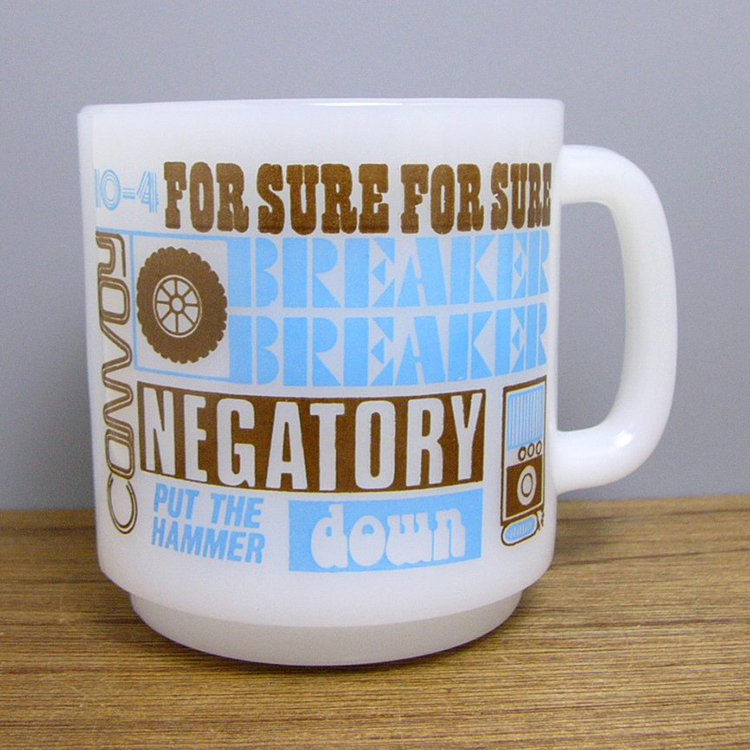 10-4 FOR SURE FOR SURE
CONVOY
BREAKER
BREAKER
NEGATORY
PUT THE
HAMMER
down